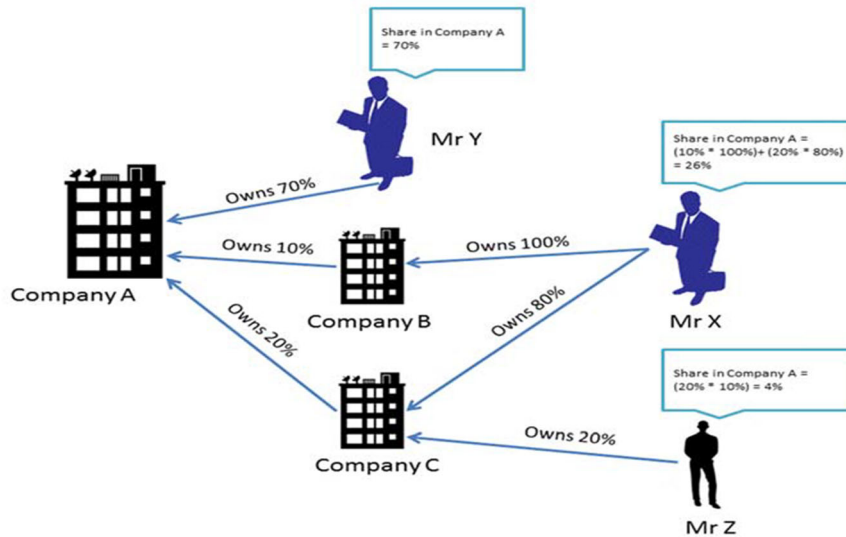 Share in Company A
= 70%
Mr Y
Share in Company A =
(10% * 100%)+ (20% * 80%)
= 26%
Owns 70%
Owns 10%
Owns 100%
Company A
Company B
Owns 80%
Mr X
Owns 20%
Share in Company A =
(20% * 10%) = 4%
Owns 20%
Company C
Mr Z